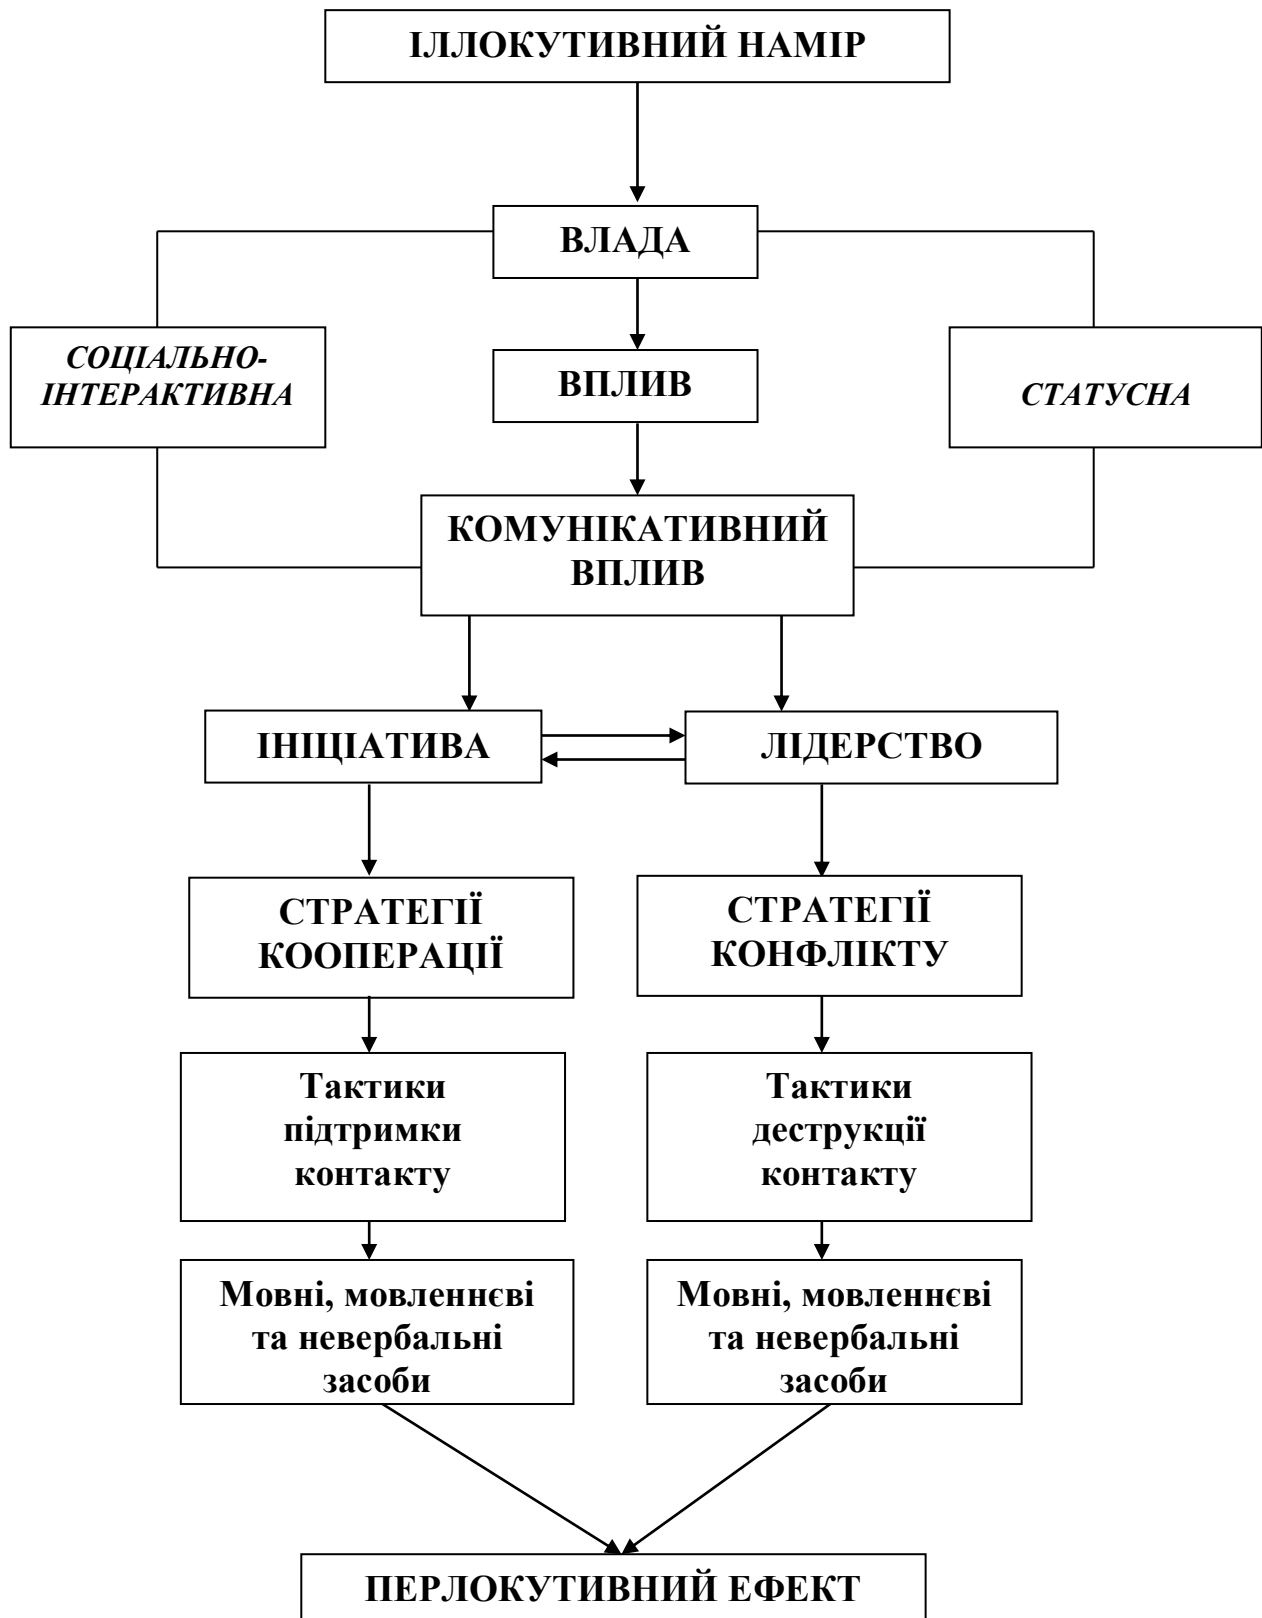 ІЛЛОКУТИВНИЙ НАМІР
ВЛАДА
СОЦІАЛЬНО-
ІНТЕРАКТИВНА
ВПЛИВ
СТАТУСНА
КОМУНІКАТИВНИЙ
ВПЛИВ
ІНІЦІАТИВА
ЛІДЕРСТВО
СТРАТЕГІЇ
КООПЕРАЦІЇ
СТРАТЕГІЇ
КОНФЛІКТУ
Тактики
підтримки
контакту
Тактики
деструкції
контакту
Мовні, мовленнєві
та невербальні
засоби
Мовні, мовленнєві
та невербальні
засоби
ПЕРЛОКУТИВНИЙ ЕФЕКТ